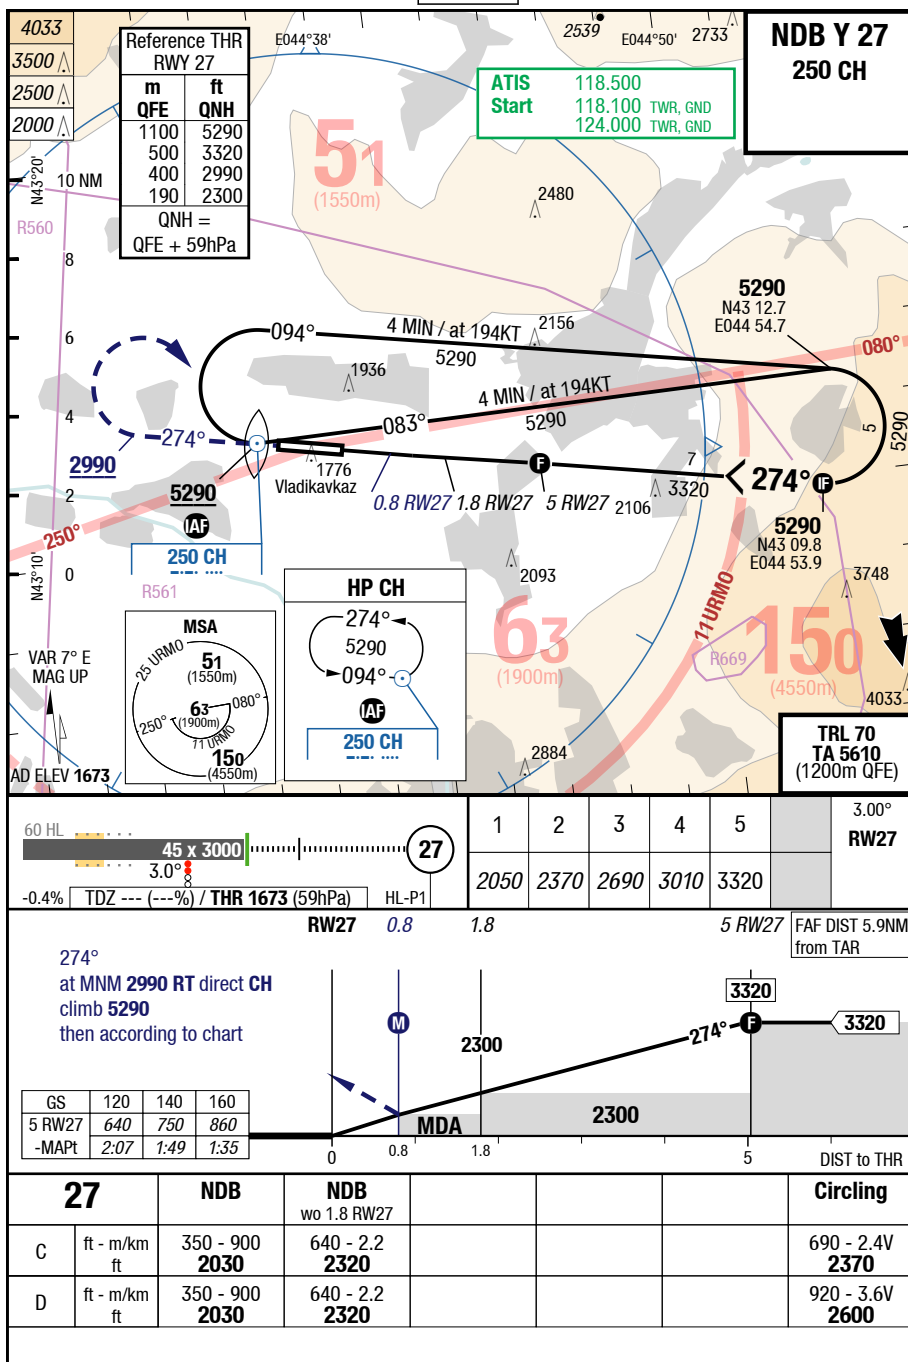 4033
3500
2500
2000
Reference THR
RWY 27
m ft
QFE QNH
1100 5290
500 3320
400 2990
190 2300
QNH =
QFE + 59hPa
E044°38'
2539
E044°50'
2733
NDB Y 27
250 CH
ATIS 118.500
Start 118.100 TWR, GND
124.000 TWR, GND
N43°20'
10 NM
R560
51
(1550m)
2480
8
5290
N43 12.7
E044 54.7
6
094°
4 MIN / at 194KT
5290
2156
080°
1936
4 MIN / at 194KT
5290
4
083°
274°
2990
5
5290
1776
Vladikavkaz
F
7
3320
274°
IF
5290
IAF
0.8 RW27
1.8 RW27
5 RW27
2106
2
250°
250 CH
5290
N43 09.8
E044 53.9
N43°10'
0
R561
2093
3748
HP CH
274°
5290
094°
IAF
250 CH
MSA
25 URMO
51
(1550m)
63
(1900m)
080°
250°
11 URMO
150
(4550m)
63
(1900m)
11URMO
R669
150
(4550m)
4033
VAR 7° E
MAG UP
2884
AD ELEV 1673
TRL 70
TA 5610
(1200m QFE)
60 HL
45 x 3000
27
3.0°
-0.4%
TDZ --- (---%) / THR 1673 (59hPa)
HL-P1
1 2 3 4 5
3.00°
RW27
2050 2370 2690 3010 3320
RW27 0.8 1.8 5 RW27
FAF DIST 5.9NM
from TAR
274°
at MNM 2990 RT direct CH
climb 5290
then according to chart
M
2300
274°
3320
F
3320
MDA
2300
GS 120 140 160
5 RW27 640 750 860
-MAPt 2:07 1:49 1:35
0 0.8 1.8 5 DIST to THR
27 NDB NDB Circling
wo 1.8 RW27
C ft - m/km 350 - 900 640 - 2.2 690 - 2.4V
ft 2030 2320 2370
D ft - m/km 350 - 900 640 - 2.2 920 - 3.6V
ft 2030 2320 2600